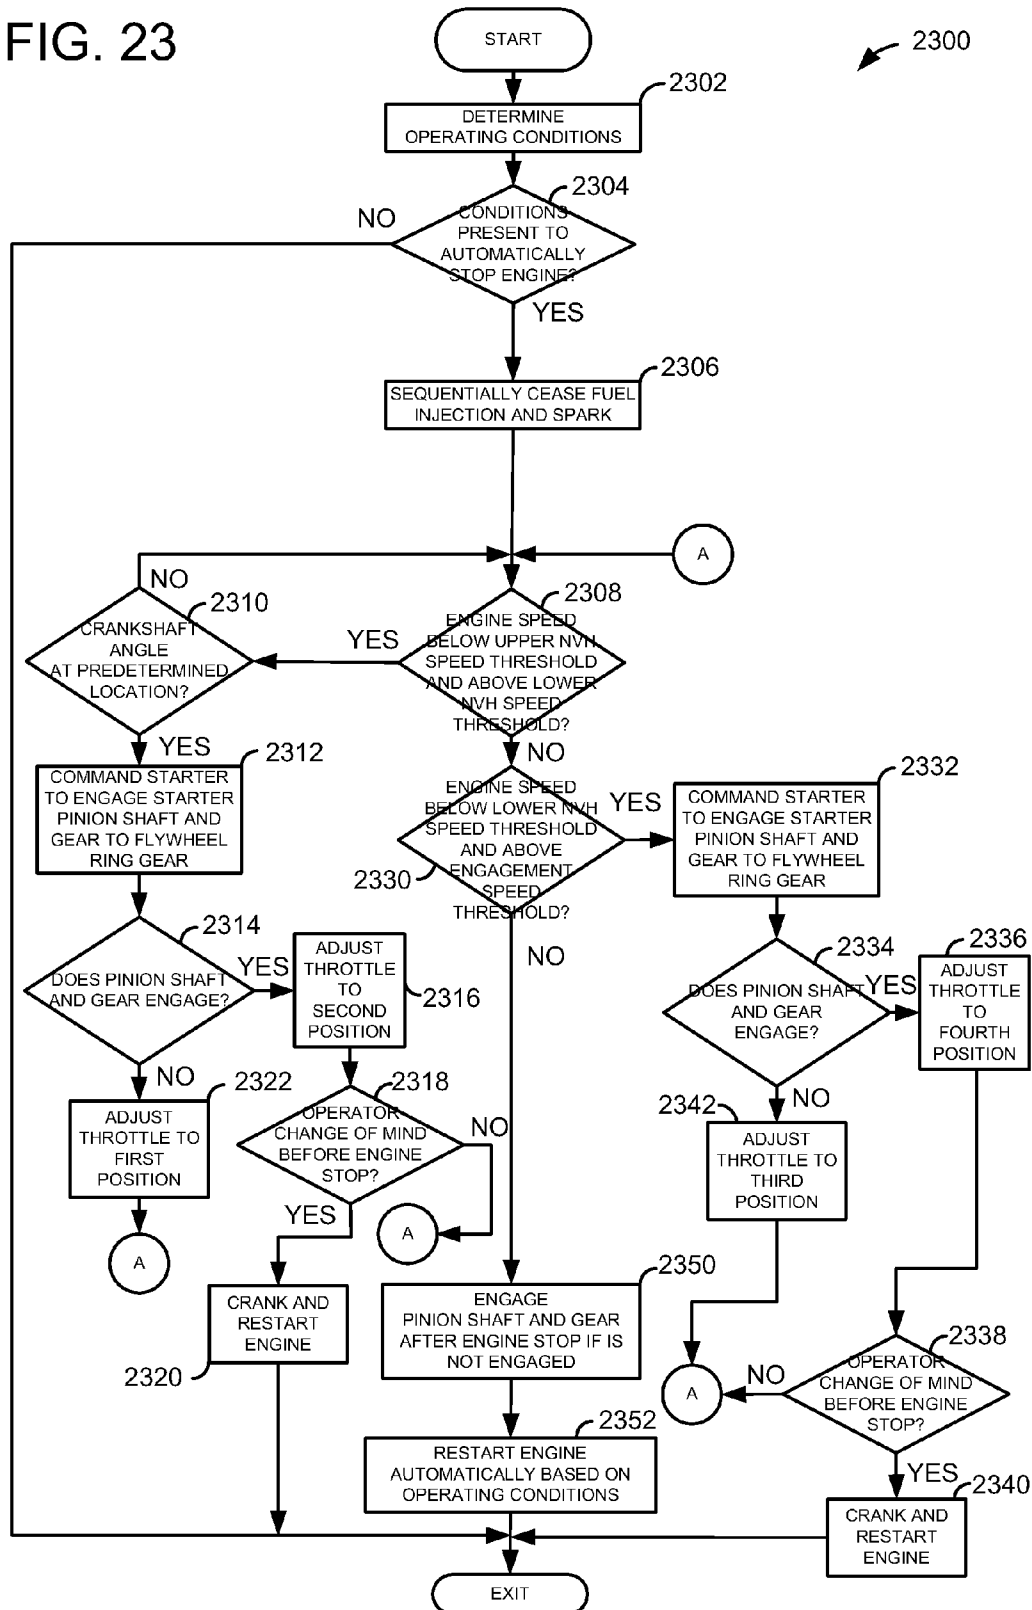 FIG. 23
START
2300
2302
DETERMINE
OPERATING CONDITIONS
2304
NO
CONDITIONS
PRESENT TO
AUTOMATICALLY
STOP ENGINE?
YES
2306
SEQUENTIALLY CEASE FUEL
INJECTION AND SPARK
A
NO
2310
CRANKSHAFT
ANGLE
AT PREDETERMINED
LOCATION?
YES
2308
ENGINE SPEED
BELOW UPPER NVH
SPEED THRESHOLD
AND ABOVE LOWER
NVH SPEED
THRESHOLD?
YES
NO
2312
COMMAND STARTER
TO ENGAGE STARTER
PINION SHAFT AND
GEAR TO FLYWHEEL
RING GEAR
ENGINE SPEED
BELOW LOWER NVH
SPEED THRESHOLD
AND ABOVE
ENGAGEMENT
SPEED
THRESHOLD?
2330
YES
NO
2332
COMMAND STARTER
TO ENGAGE STARTER
PINION SHAFT AND
GEAR TO FLYWHEEL
RING GEAR
2314
DOES PINION SHAFT
AND GEAR ENGAGE?
YES
NO
ADJUST
THROTTLE
TO
SECOND
POSITION
2316
2334
DOES PINION SHAFT
AND GEAR
ENGAGE?
YES
NO
2336
ADJUST
THROTTLE
TO
FOURTH
POSITION
2322
ADJUST
THROTTLE TO
FIRST
POSITION
A
2318
OPERATOR
CHANGE OF MIND
BEFORE ENGINE
STOP?
NO
YES
A
2342
ADJUST
THROTTLE TO
THIRD
POSITION
CRANK AND
RESTART
ENGINE
2320
2350
ENGAGE
PINION SHAFT AND GEAR
AFTER ENGINE STOP IF IS
NOT ENGAGED
A
NO
2338
OPERATOR
CHANGE OF MIND
BEFORE ENGINE
STOP?
YES
2352
RESTART ENGINE
AUTOMATICALLY BASED ON
OPERATING CONDITIONS
2340
CRANK AND
RESTART
ENGINE
EXIT